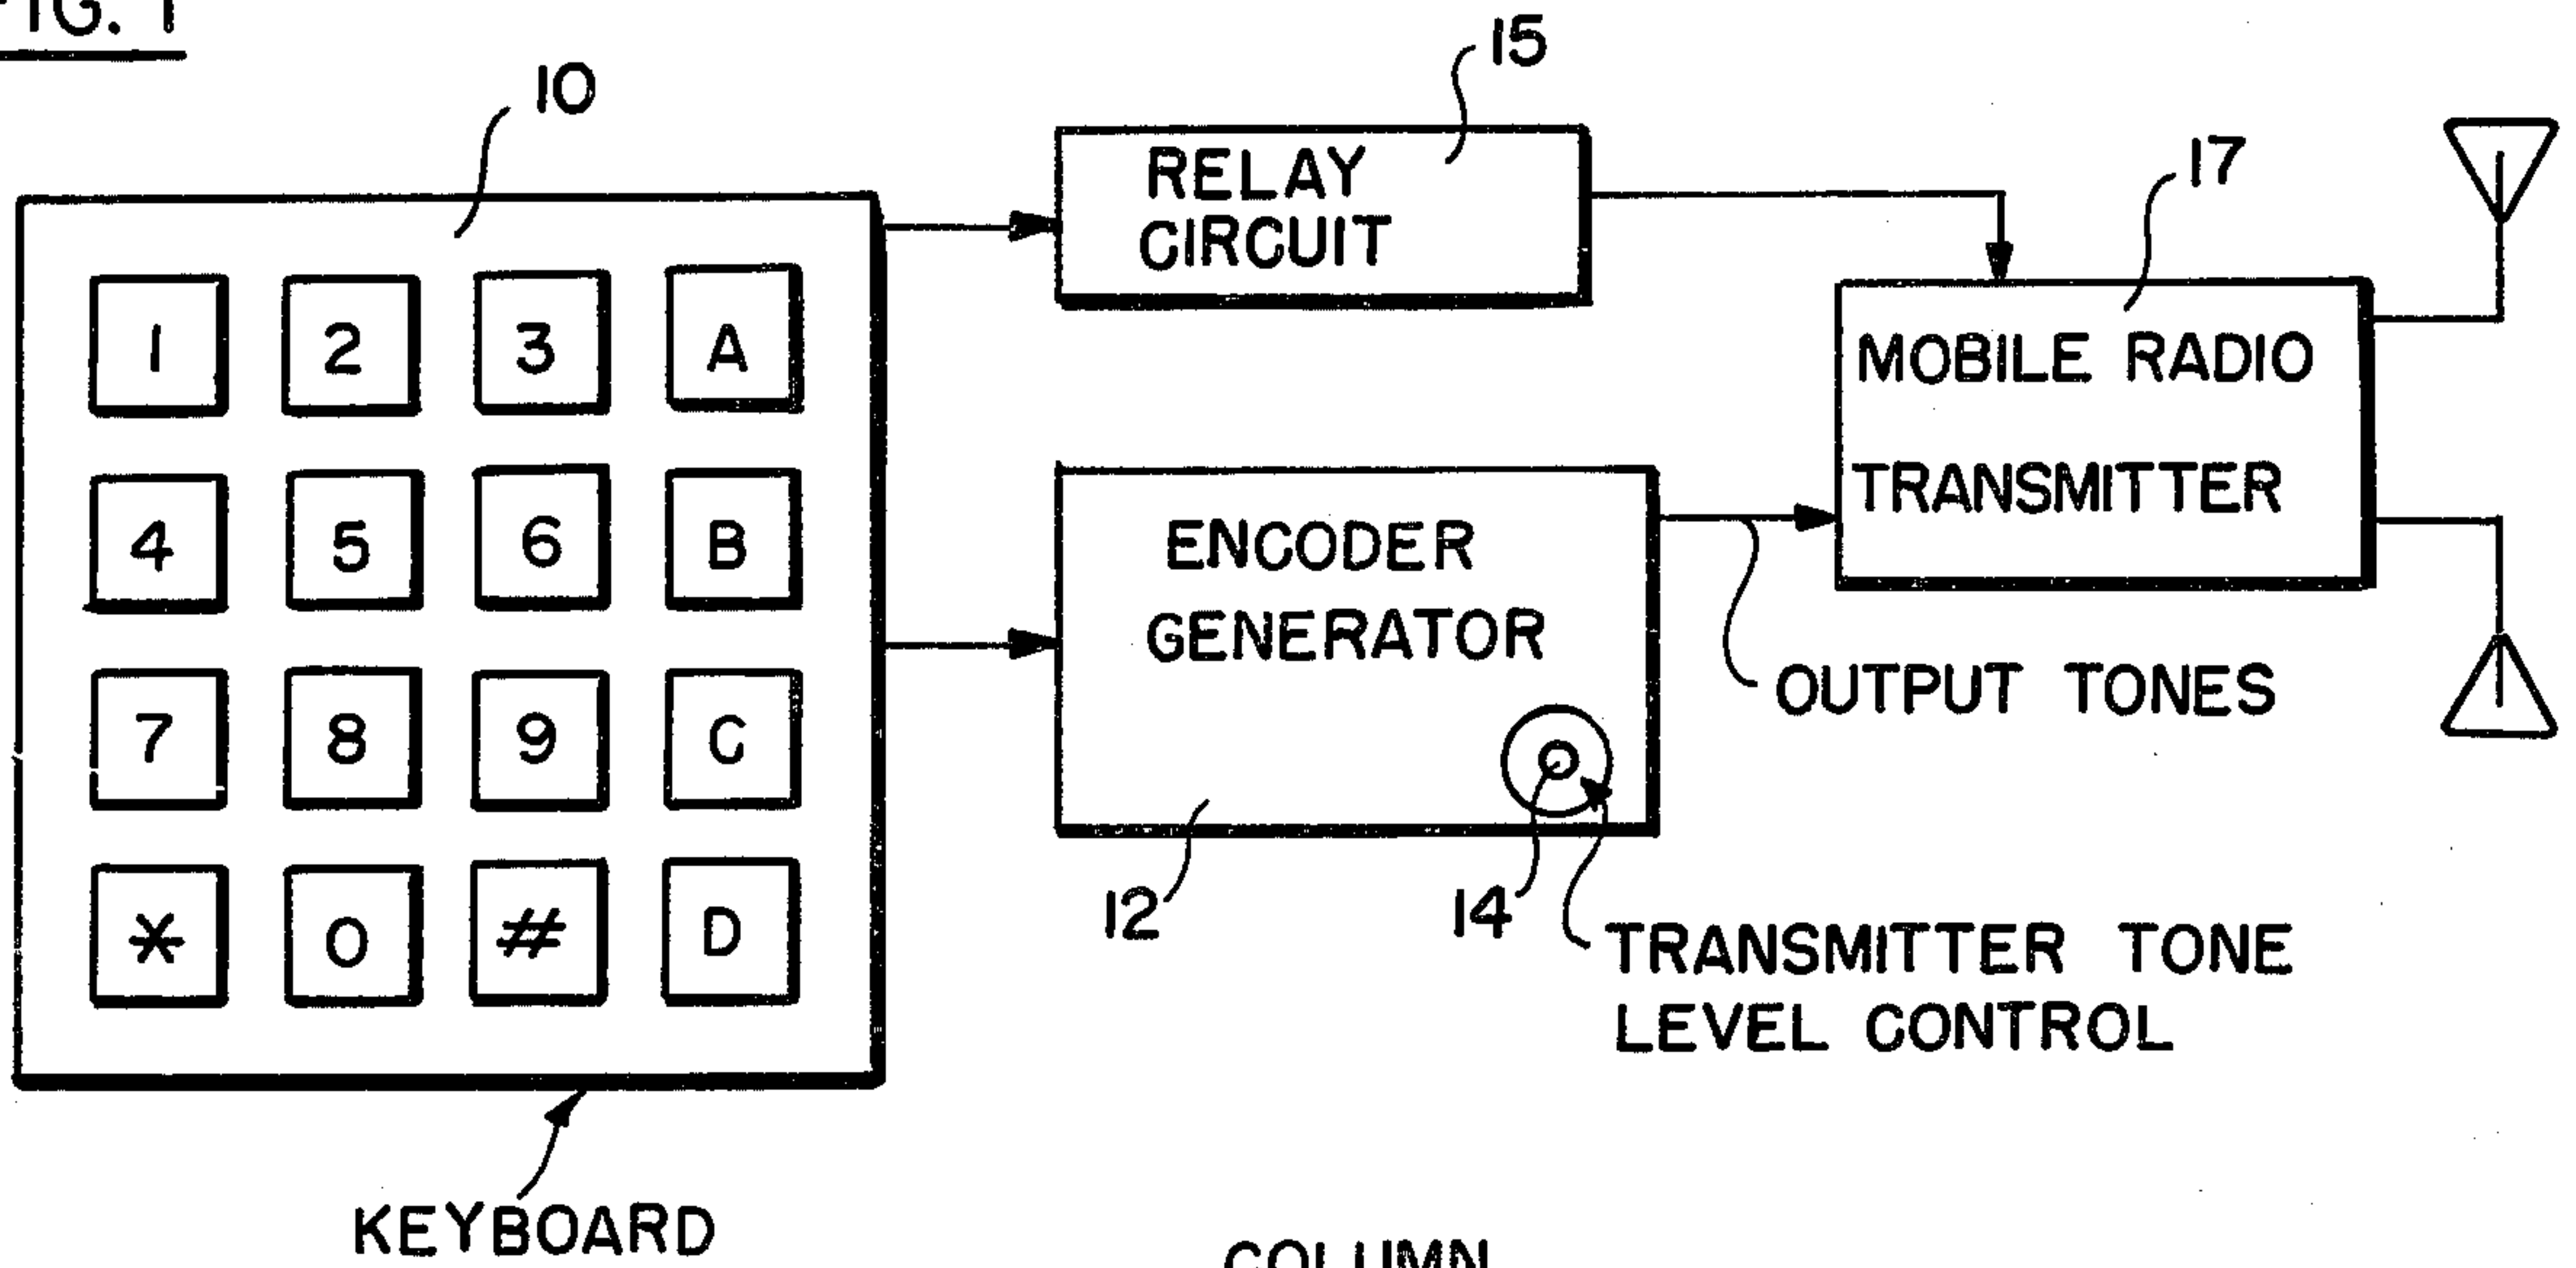 FIG. 1
10
15
17
RELAY
CIRCUIT
1 2 3 A
MOBILE RADIO
TRANSMITTER
4 5 6 B
ENCODER
GENERATOR
OUTPUT TONES
7 8 9 C
12
14
* 0 # D
TRANSMITTER TONE
LEVEL CONTROL
KEYBOARD
COLUMN